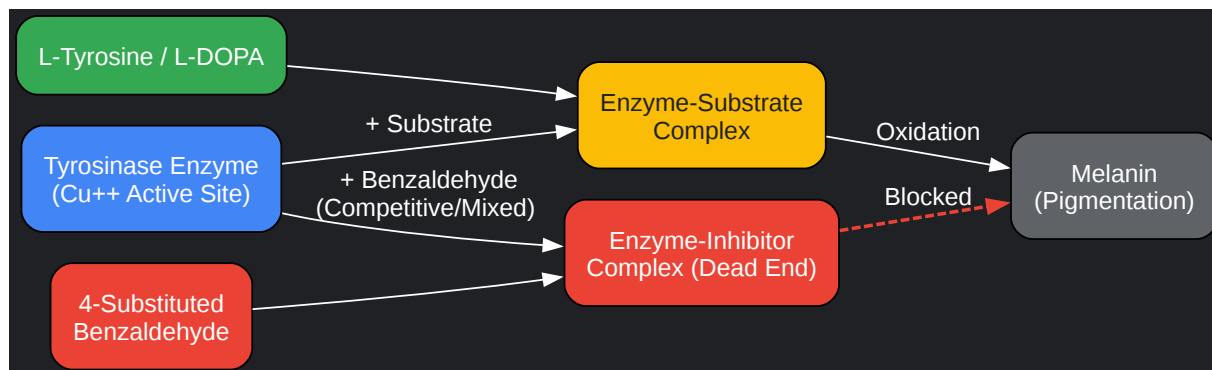 L-Tyrosine / L-DOPA
Tyrosinase Enzyme
(Cu++ Active Site)
4-Substituted
Benzaldehyde
+ Substrate
+ Benzaldehyde
(Competitive/Mixed)
Enzyme-Substrate
Complex
Enzyme-Inhibitor
Complex (Dead End)
Oxidation
Blocked
Melanin
(Pigmentation)